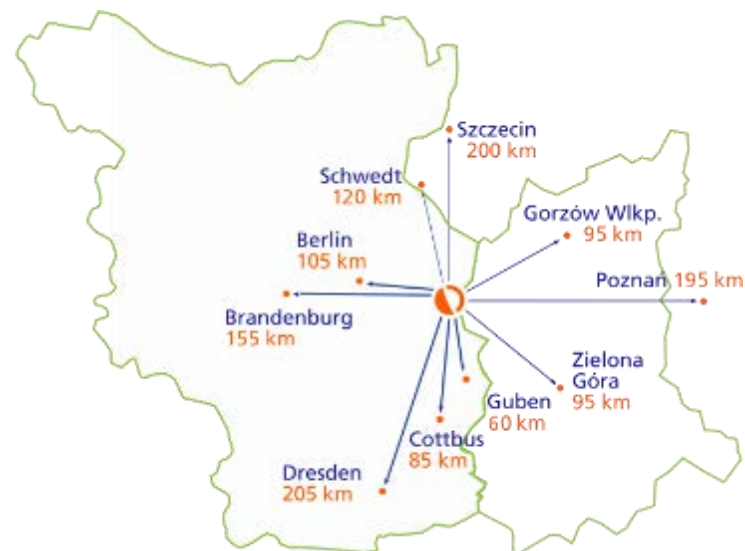 Szczecin
200 km
Schwedt
120 km
Gorzów Wlkp.
95 km
Berlin
105 km
Poznań 195 km
Brandenburg
155 km
Zielona
Góra
95 km
Guben
60 km
Cottbus
85 km
Dresden
205 km